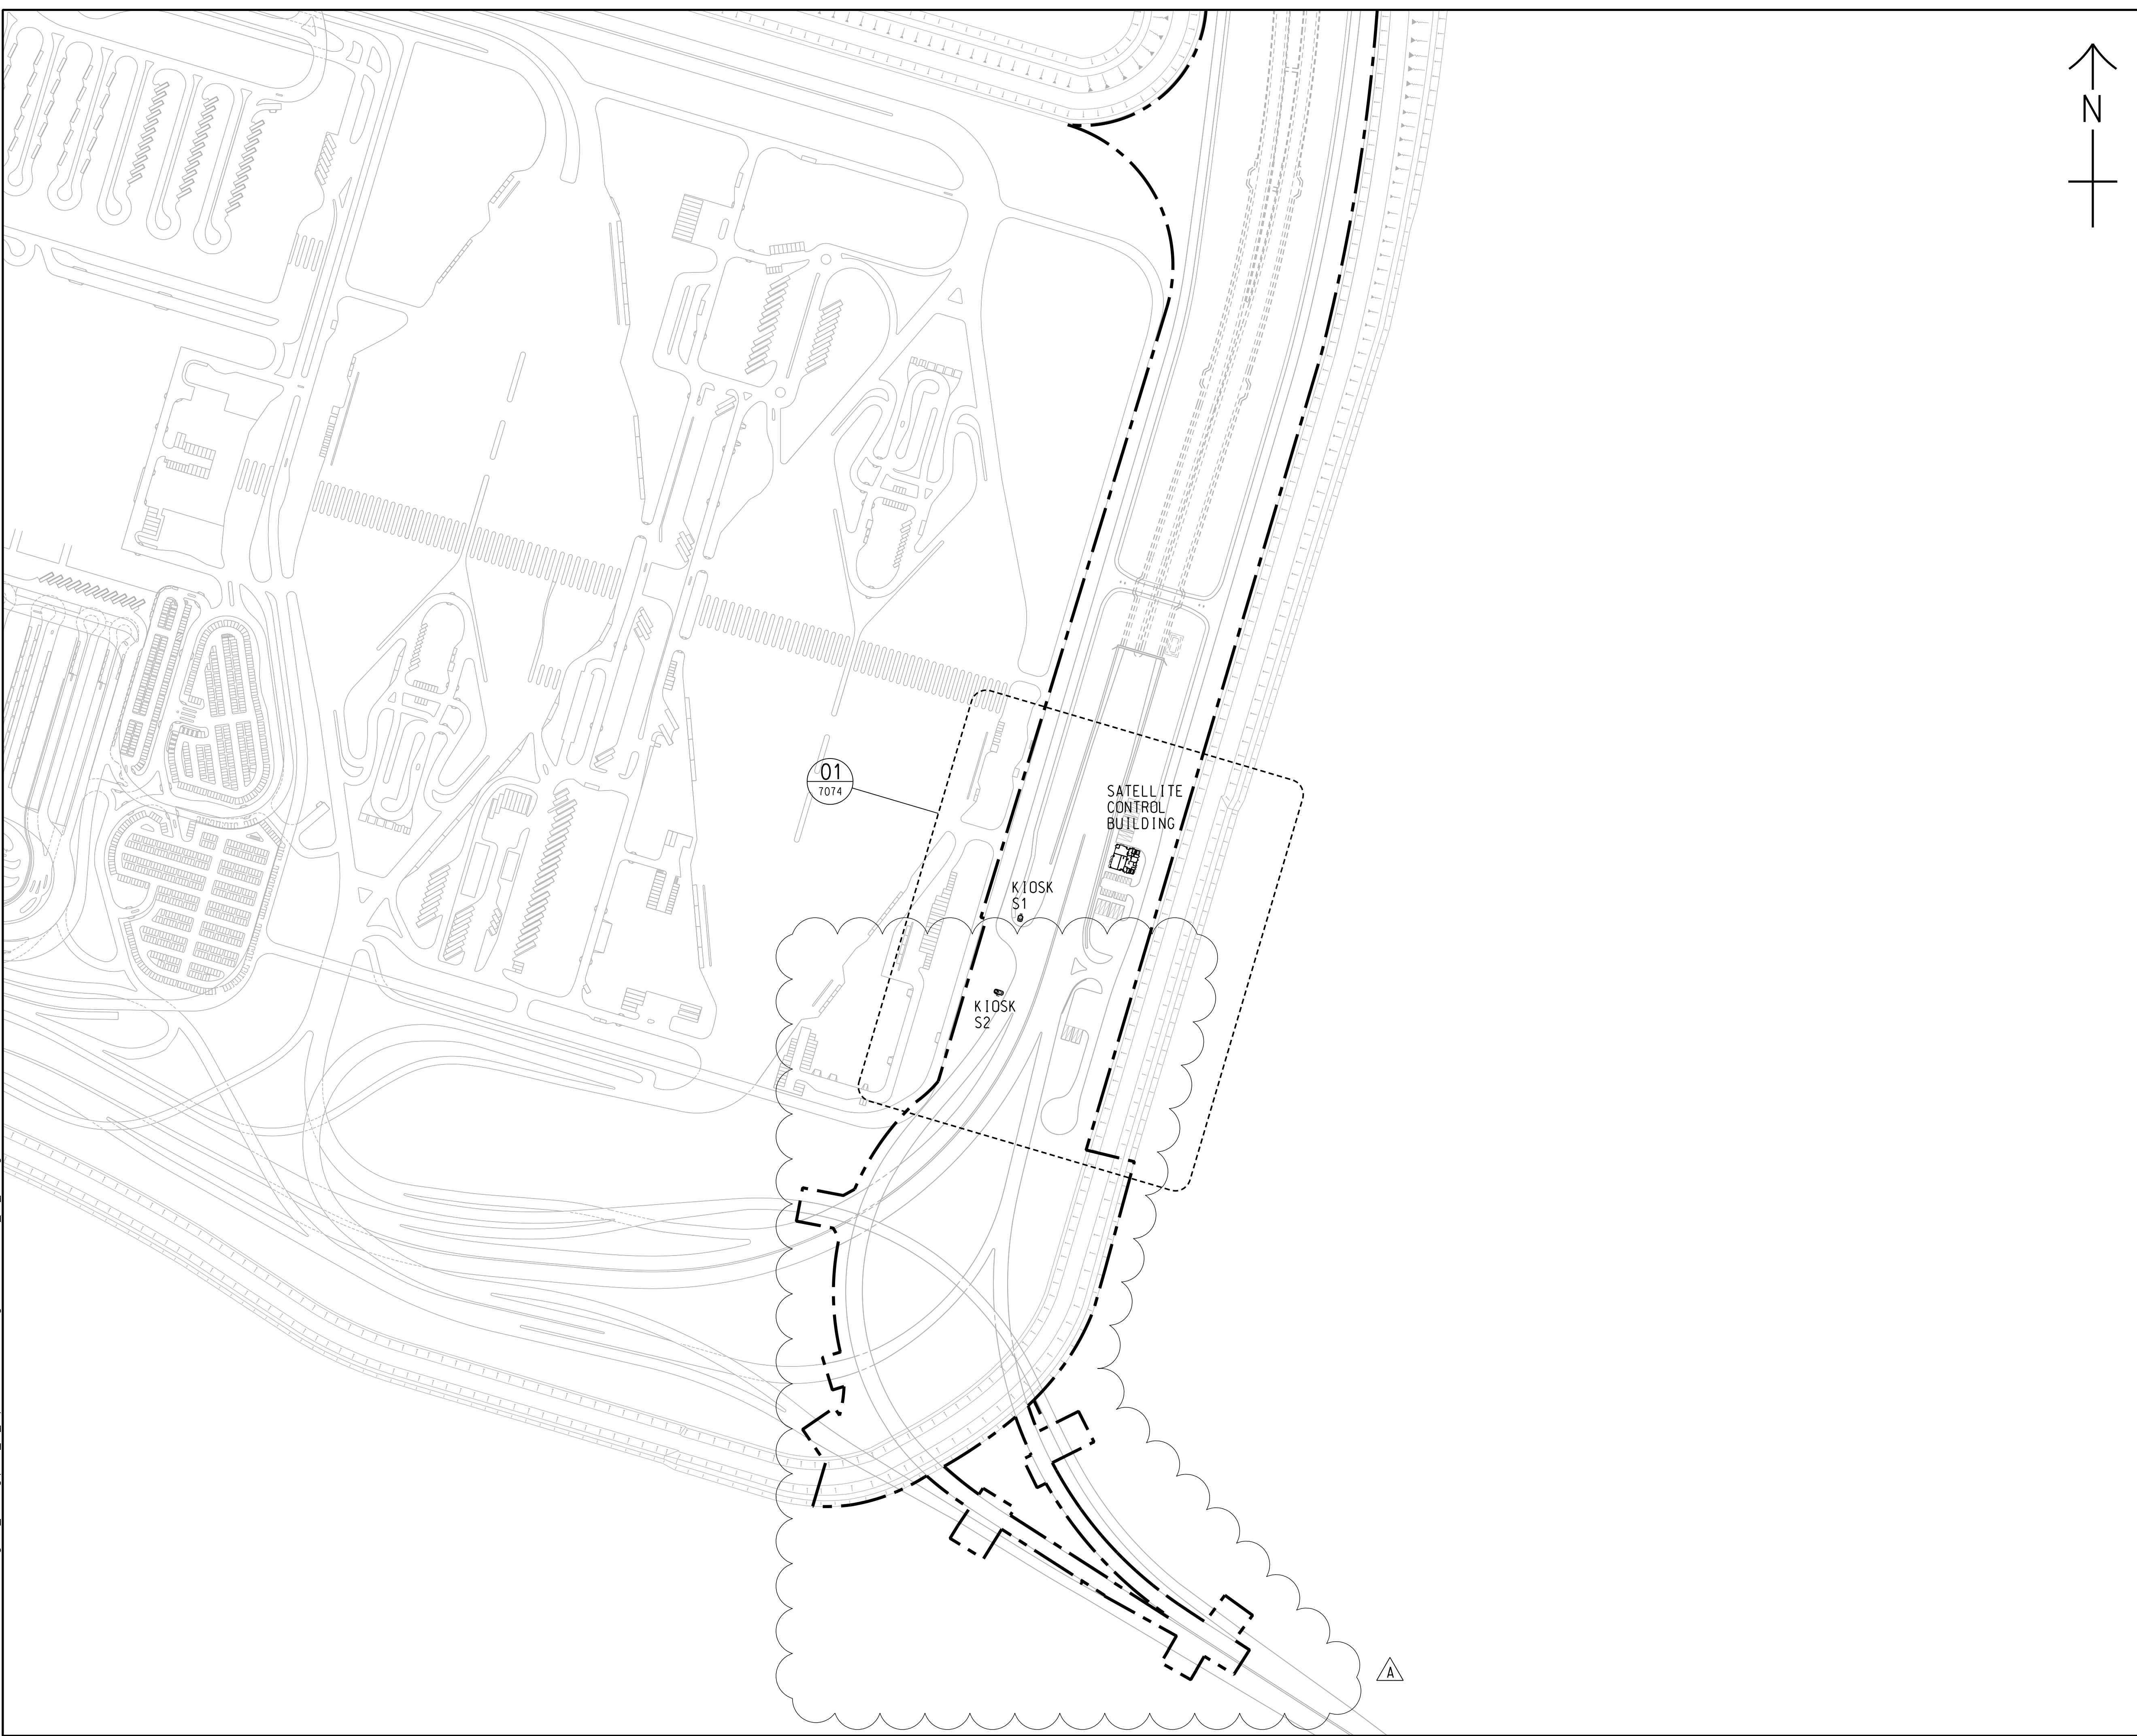 N
01
7074
SATELLITE
CONTROL
BUILDING
KIOSK
S1
KIOSK
S2
A